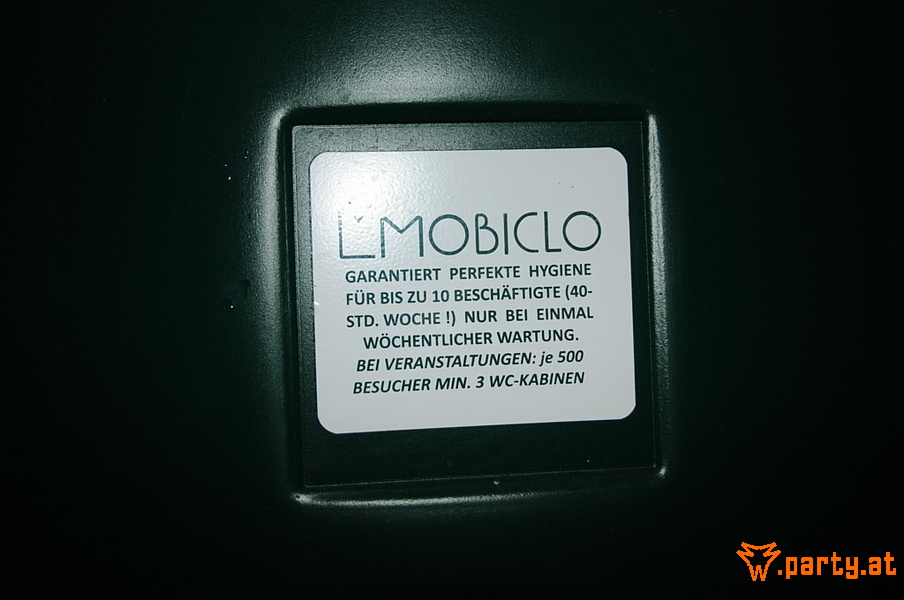 L'MOBICLO
GARANTIERT PERFEKTE HYGIENE
FÜR BIS ZU 10 BESCHÄFTIGTE (40-
STD. WOCHE !) NUR BEI EINMAL
WÖCHENTLICHER WARTUNG.
BEI VERANSTALTUNGEN: je 500
BESUCHER MIN. 3 WC-KABINEN
w.party.at